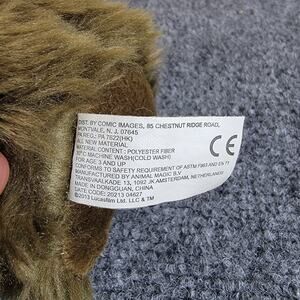 DIST. BY COMIC IMAGES, 85 CHESTNUT RIDGE ROAD,
MONTVALE, N. J. 07645
PA REG.: PA 7622(HK)
ALL NEW MATERIAL
MATERIAL CONTENT : POLYESTER FIBER
MACHINE WASH(COLD WASH)
FOR AGE 3 AND UP
CONFORMS TO SAFETY REQUIREMENT OF ASTM F963 AND EN 71
MANUFACTURED BY ANIMAL MAGIC B.V
TRANSVAALKADE 13, 1092 JK AMSTERDAM, NETHERLANDS
MADE IN DONGGUAN, CHINA
DATE CODE: 20213 04627
©2013 Lucasfilm Ltd. LLC & TM
CE